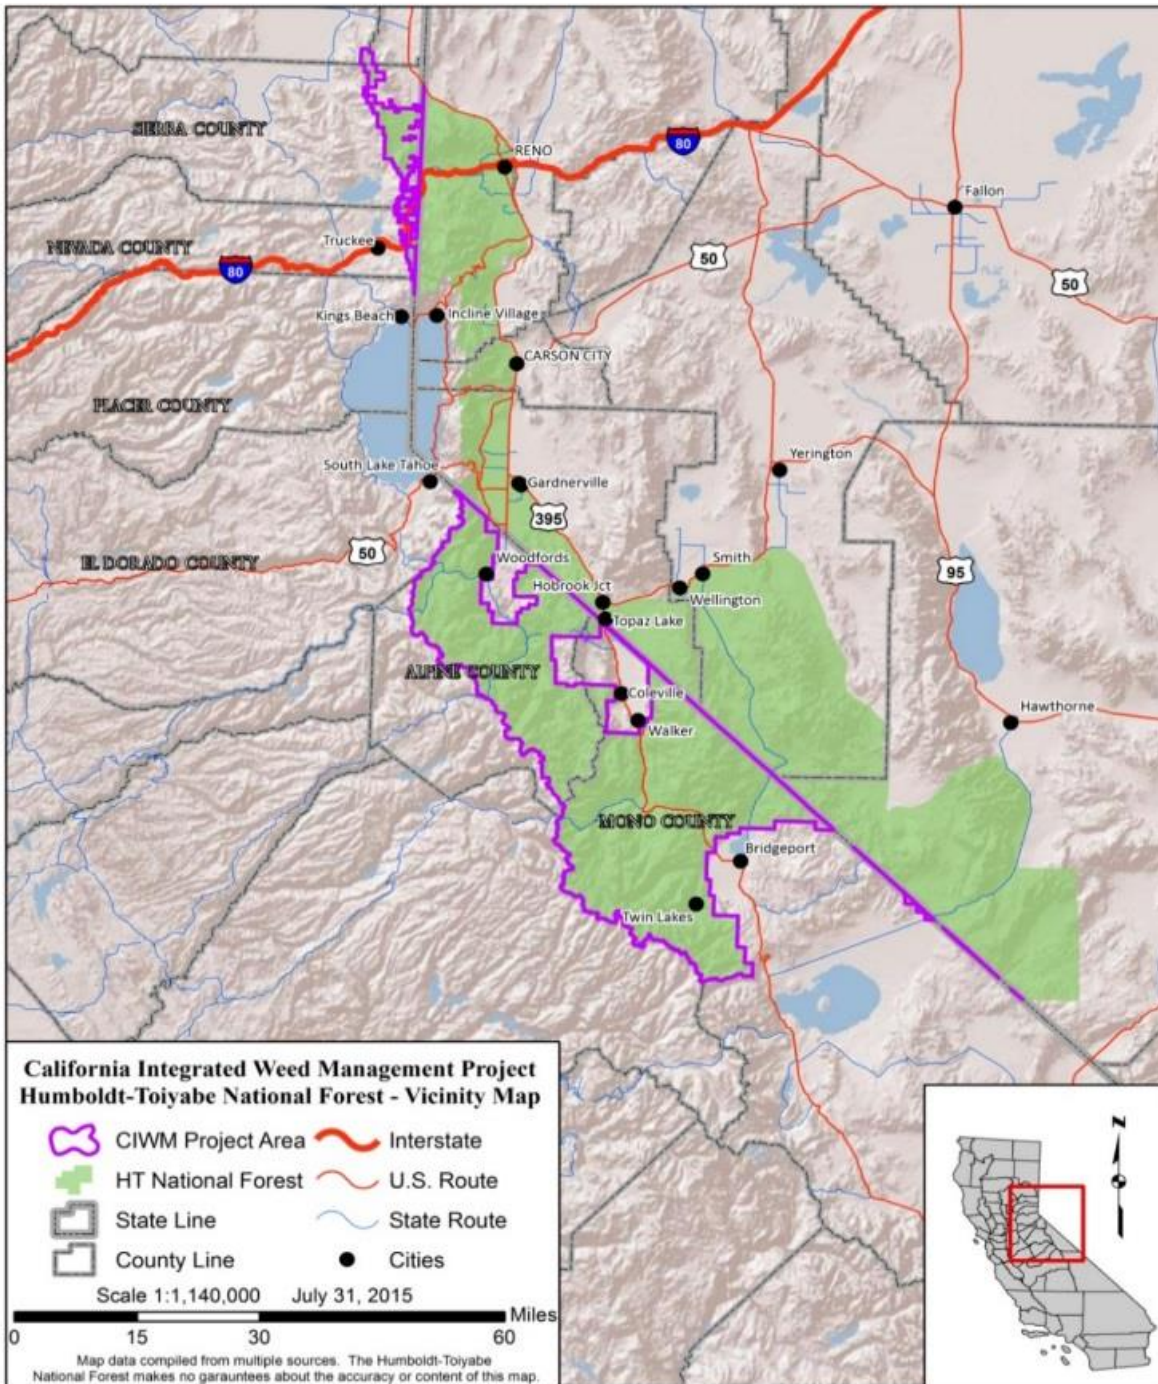 SIERRA COUNTY
RENO
80
Fallon
NEVADA COUNTY
Truckee
80
50
50
Kings Beach
Incline Village
CARSON CITY
PLACER COUNTY
South Lake Tahoe
Yerington
Gardnerville
395
50
EL DORADO COUNTY
Woodfords
Smith
95
Hobrook Jct
Wellington
Topaz Lake
ALPINE COUNTY
Coleville
Hawthorne
Walker
MONO COUNTY
Bridgeport
Twin Lakes
California Integrated Weed Management Project
Humboldt-Toiyabe National Forest - Vicinity Map
CIWM Project Area
Interstate
HT National Forest
U.S. Route
State Line
State Route
County Line
Cities
Scale 1:1,140,000 July 31, 2015
Miles
0 15 30 60
Map data compiled from multiple sources. The Humboldt-Toiyabe
National Forest makes no garauntees about the accuracy or content of this map.
N